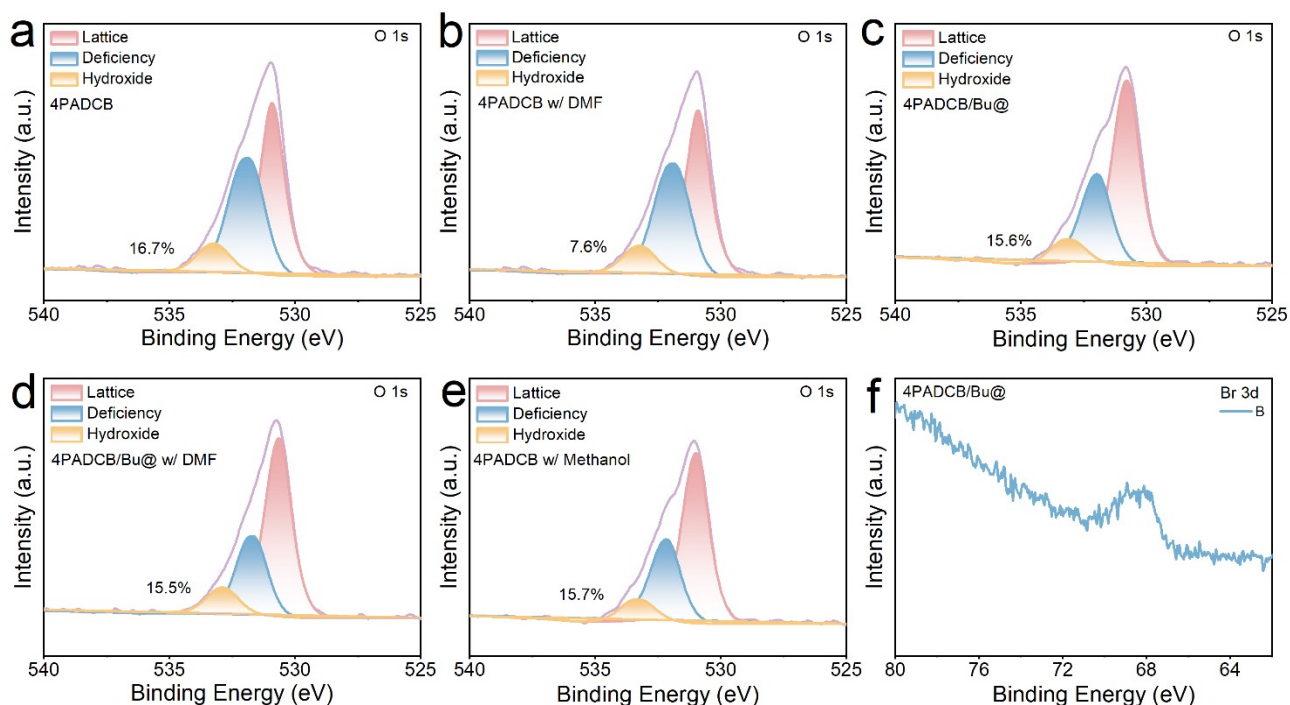 a
Lattice
Deficiency
Hydroxide
O 1s
4PADCB
16.7%
Intensity (a.u.)
540 535 530 525
Binding Energy (eV)
b
Lattice
Deficiency
Hydroxide
O 1s
4PADCB w/ DMF
7.6%
Intensity (a.u.)
540 535 530 525
Binding Energy (eV)
c
Lattice
Deficiency
Hydroxide
O 1s
4PADCB/Bu@
15.6%
Intensity (a.u.)
540 535 530 525
Binding Energy (eV)
d
Lattice
Deficiency
Hydroxide
O 1s
4PADCB/Bu@ w/ DMF
15.5%
Intensity (a.u.)
540 535 530 525
Binding Energy (eV)
e
Lattice
Deficiency
Hydroxide
O 1s
4PADCB w/ Methanol
15.7%
Intensity (a.u.)
540 535 530 525
Binding Energy (eV)
f
4PADCB/Bu@
Br 3d
B
Intensity (a.u.)
80 76 72 68 64
Binding Energy (eV)